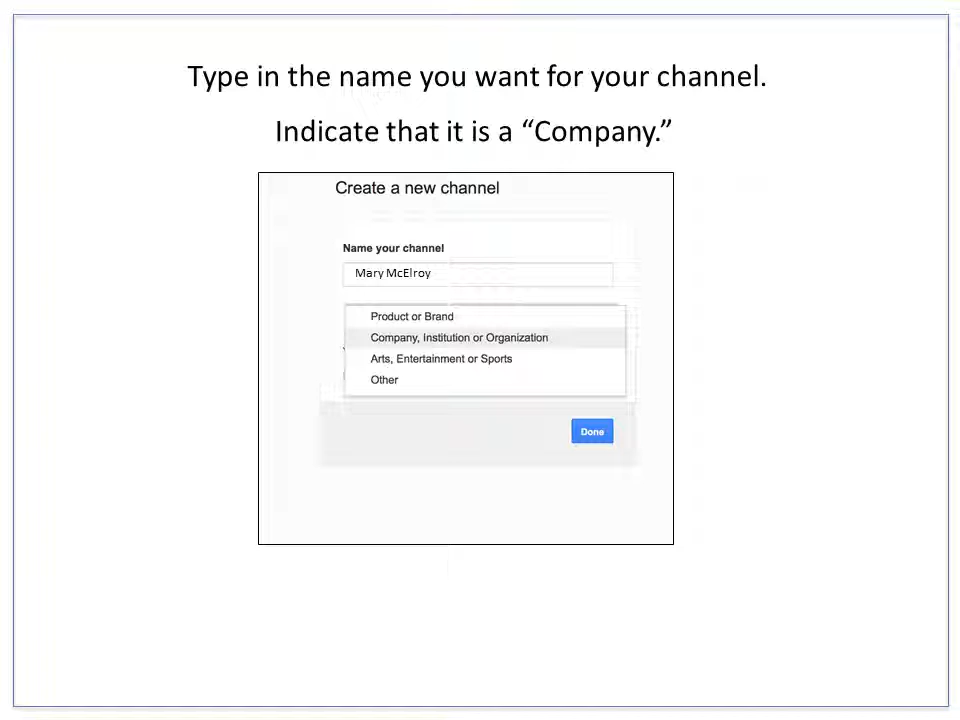 Type in the name you want for your channel.
Indicate that it is a “Company.”
Create a new channel
Name your channel
Mary McElroy
Product or Brand
Company, Institution or Organization
Arts, Entertainment or Sports
Other
Done